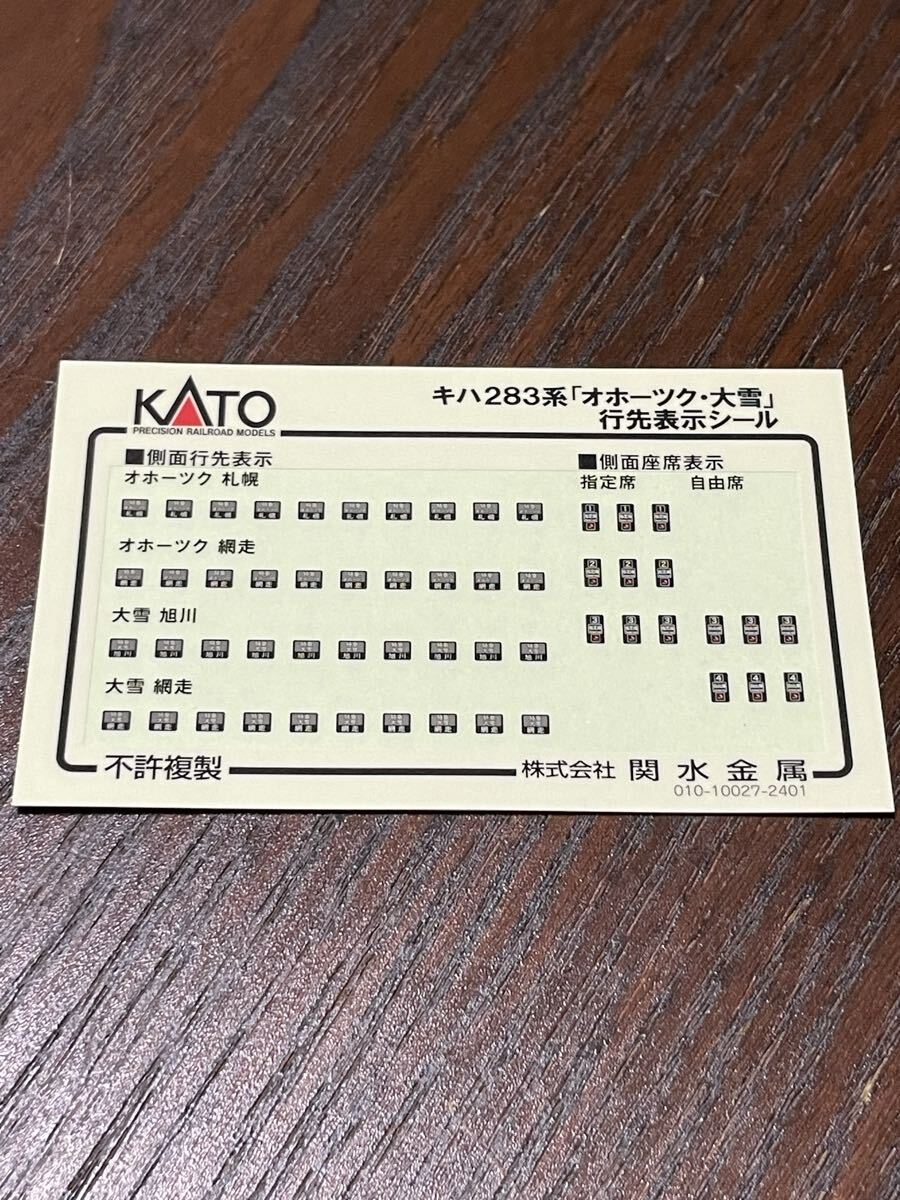 KATO
PRECISION RAILROAD MODELS
キハ283系「オホーツク・大雪」
行先表示シール
■側面行先表示
オホーツク 札幌
オホーツク 網走
大雪 旭川
大雪 網走
■側面座席表示
指定席 自由席
不許複製
株式会社 関水金属
010-10027-2401